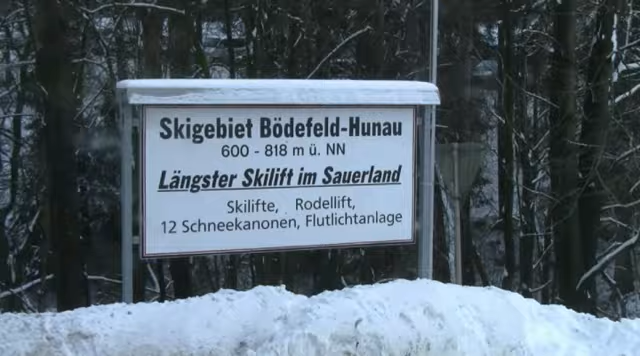 Skigebiet Bödefeld-Hunau
600 - 818 m ü. NN
Längster Skilift im Sauerland
Skilifte, Rodellift,
12 Schneekanonen, Flutlichtanlage